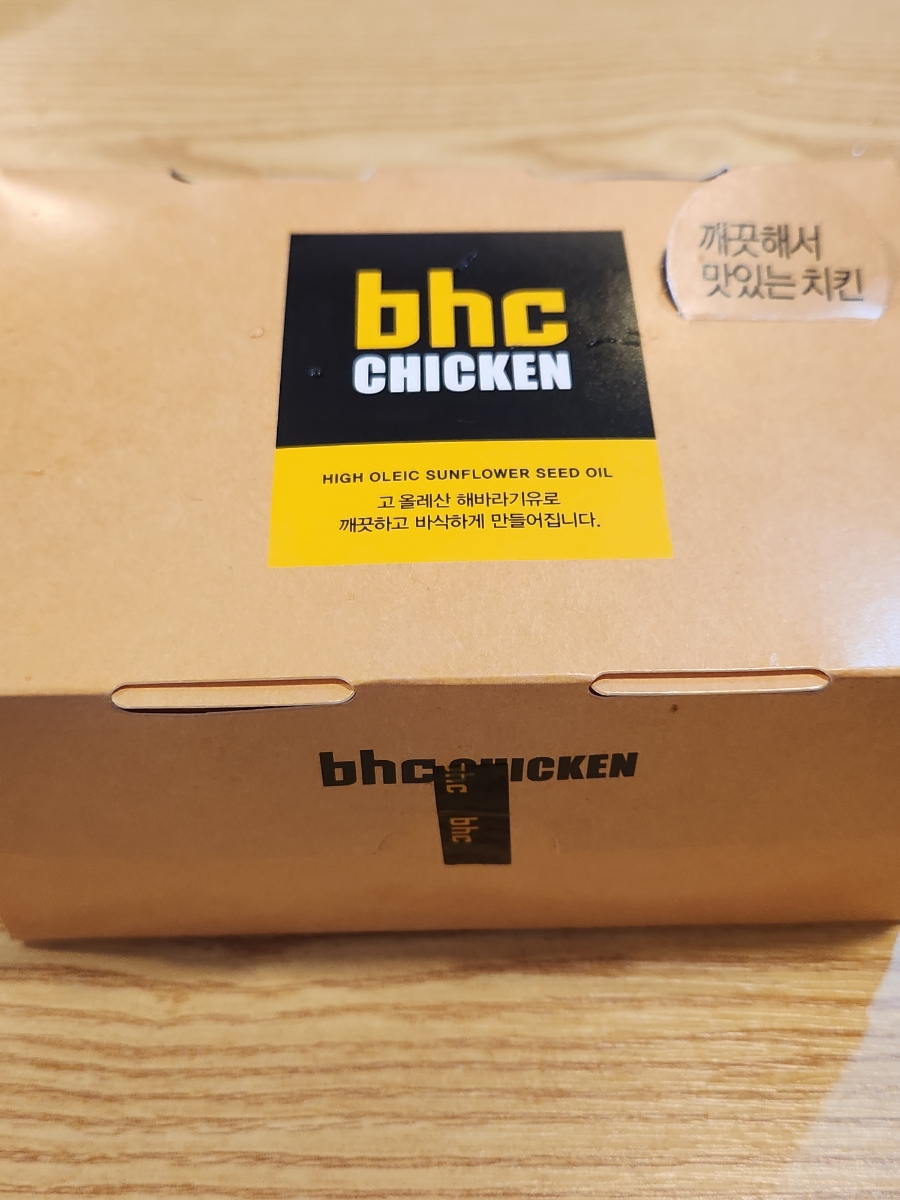 bhc
CHICKEN
깨끗해서
맛있는 치킨
HIGH OLEIC SUNFLOWER SEED OIL
고 올레산 해바라기유로
깨끗하고 바삭하게 만들어집니다.
bhc CHICKEN
bhc
bhc